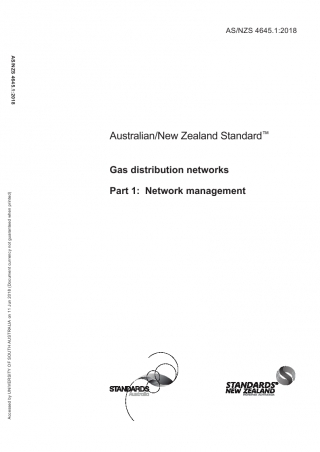 AS/NZS 4645.1:2018
AS/NZS 4645.1:2018
Australian/New Zealand Standard™
Gas distribution networks
Part 1: Network management
Accessed by UNIVERSITY OF SOUTH AUSTRALIA on 11 Jun 2018 (Document currency not guaranteed when printed)
STANDARDS
Australia
STANDARDS
NEW ZEALAND